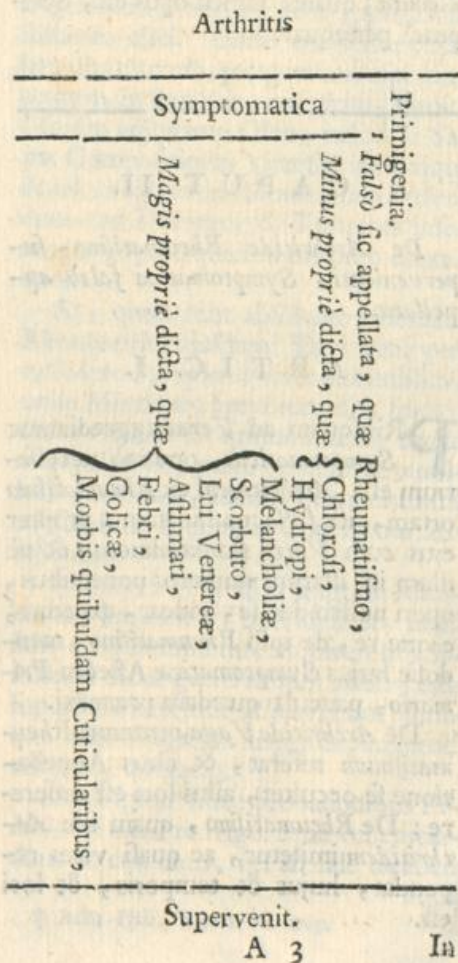 Arthritis
Symptomatica
Primigenia,
1 Falsò ſic appellata, quæ Rheumatiſmo,
Minus propriè dicta, quæ { Chloroſi,
Hydropi,
Magis propriè dicta, quæ { Melancholiæ,
Scorbuto,
Lui Venereæ,
Aſthmati,
Febri,
Colicæ,
Morbis quibuſdam Cuticularibus,
Supervenit.
A 3 In